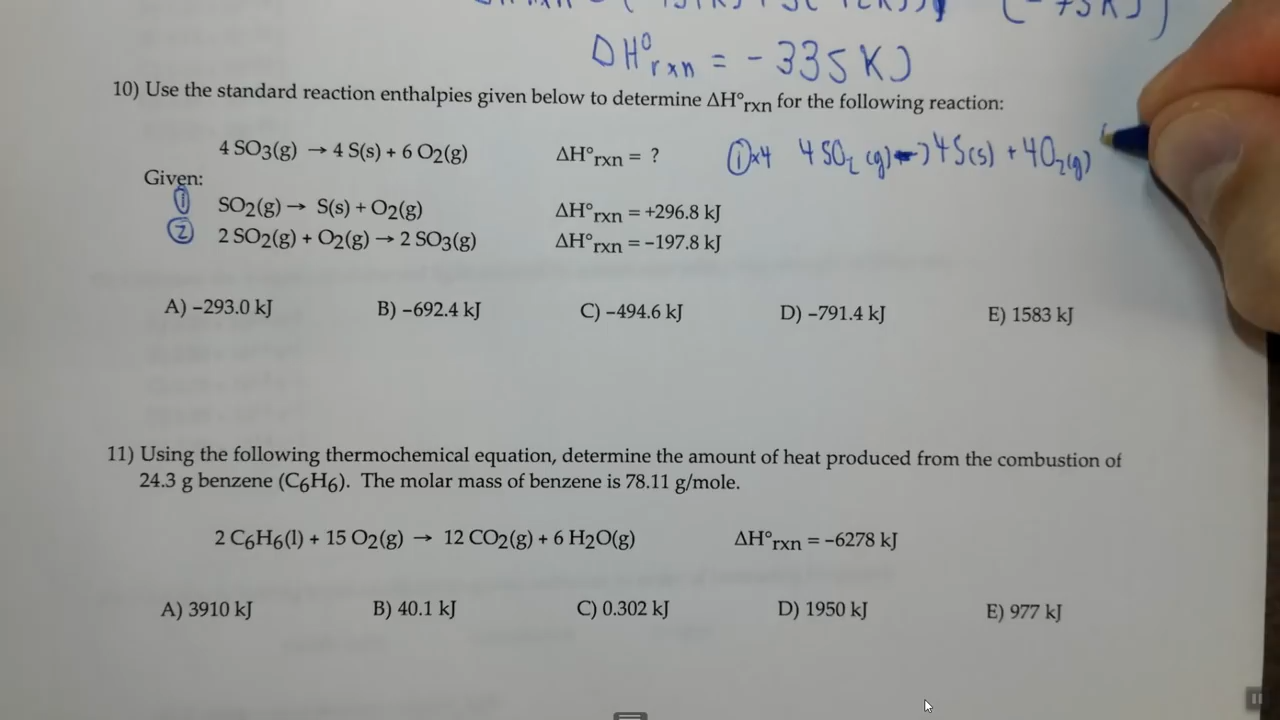 ΔH°rxn = -335 KJ
10) Use the standard reaction enthalpies given below to determine ΔH°rxn for the following reaction:
4 SO3(g) → 4 S(s) + 6 O2(g) ΔH°rxn = ? ①x4 4 SO2 (g) → 4 S(s) + 4O2(g)
Given:
① SO2(g) → S(s) + O2(g) ΔH°rxn = +296.8 kJ
② 2 SO2(g) + O2(g) → 2 SO3(g) ΔH°rxn = -197.8 kJ
A) -293.0 kJ B) -692.4 kJ C) -494.6 kJ D) -791.4 kJ E) 1583 kJ
11) Using the following thermochemical equation, determine the amount of heat produced from the combustion of
24.3 g benzene (C6H6). The molar mass of benzene is 78.11 g/mole.
2 C6H6(l) + 15 O2(g) → 12 CO2(g) + 6 H2O(g) ΔH°rxn = -6278 kJ
A) 3910 kJ B) 40.1 kJ C) 0.302 kJ D) 1950 kJ E) 977 kJ